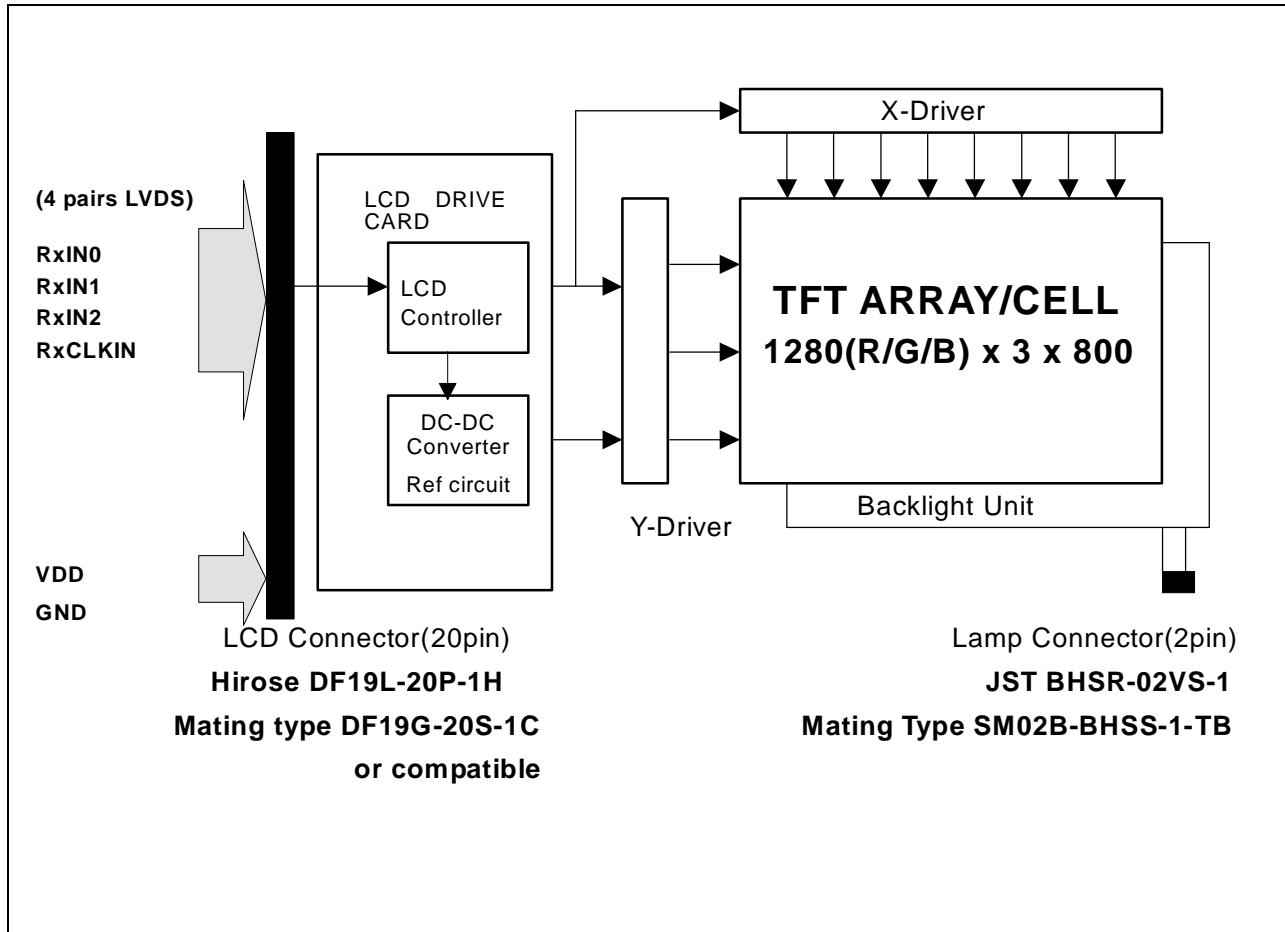 X-Driver
(4 pairs LVDS)
RxIN0
RxIN1
RxIN2
RxCLKIN
LCD DRIVE
CARD
LCD
Controller
DC-DC
Converter
Ref circuit
TFT ARRAY/CELL
1280(R/G/B) x 3 x 800
Backlight Unit
Y-Driver
VDD
GND
LCD Connector(20pin)
Hirose DF19L-20P-1H
Mating type DF19G-20S-1C
or compatible
Lamp Connector(2pin)
JST BHSR-02VS-1
Mating Type SM02B-BHSS-1-TB